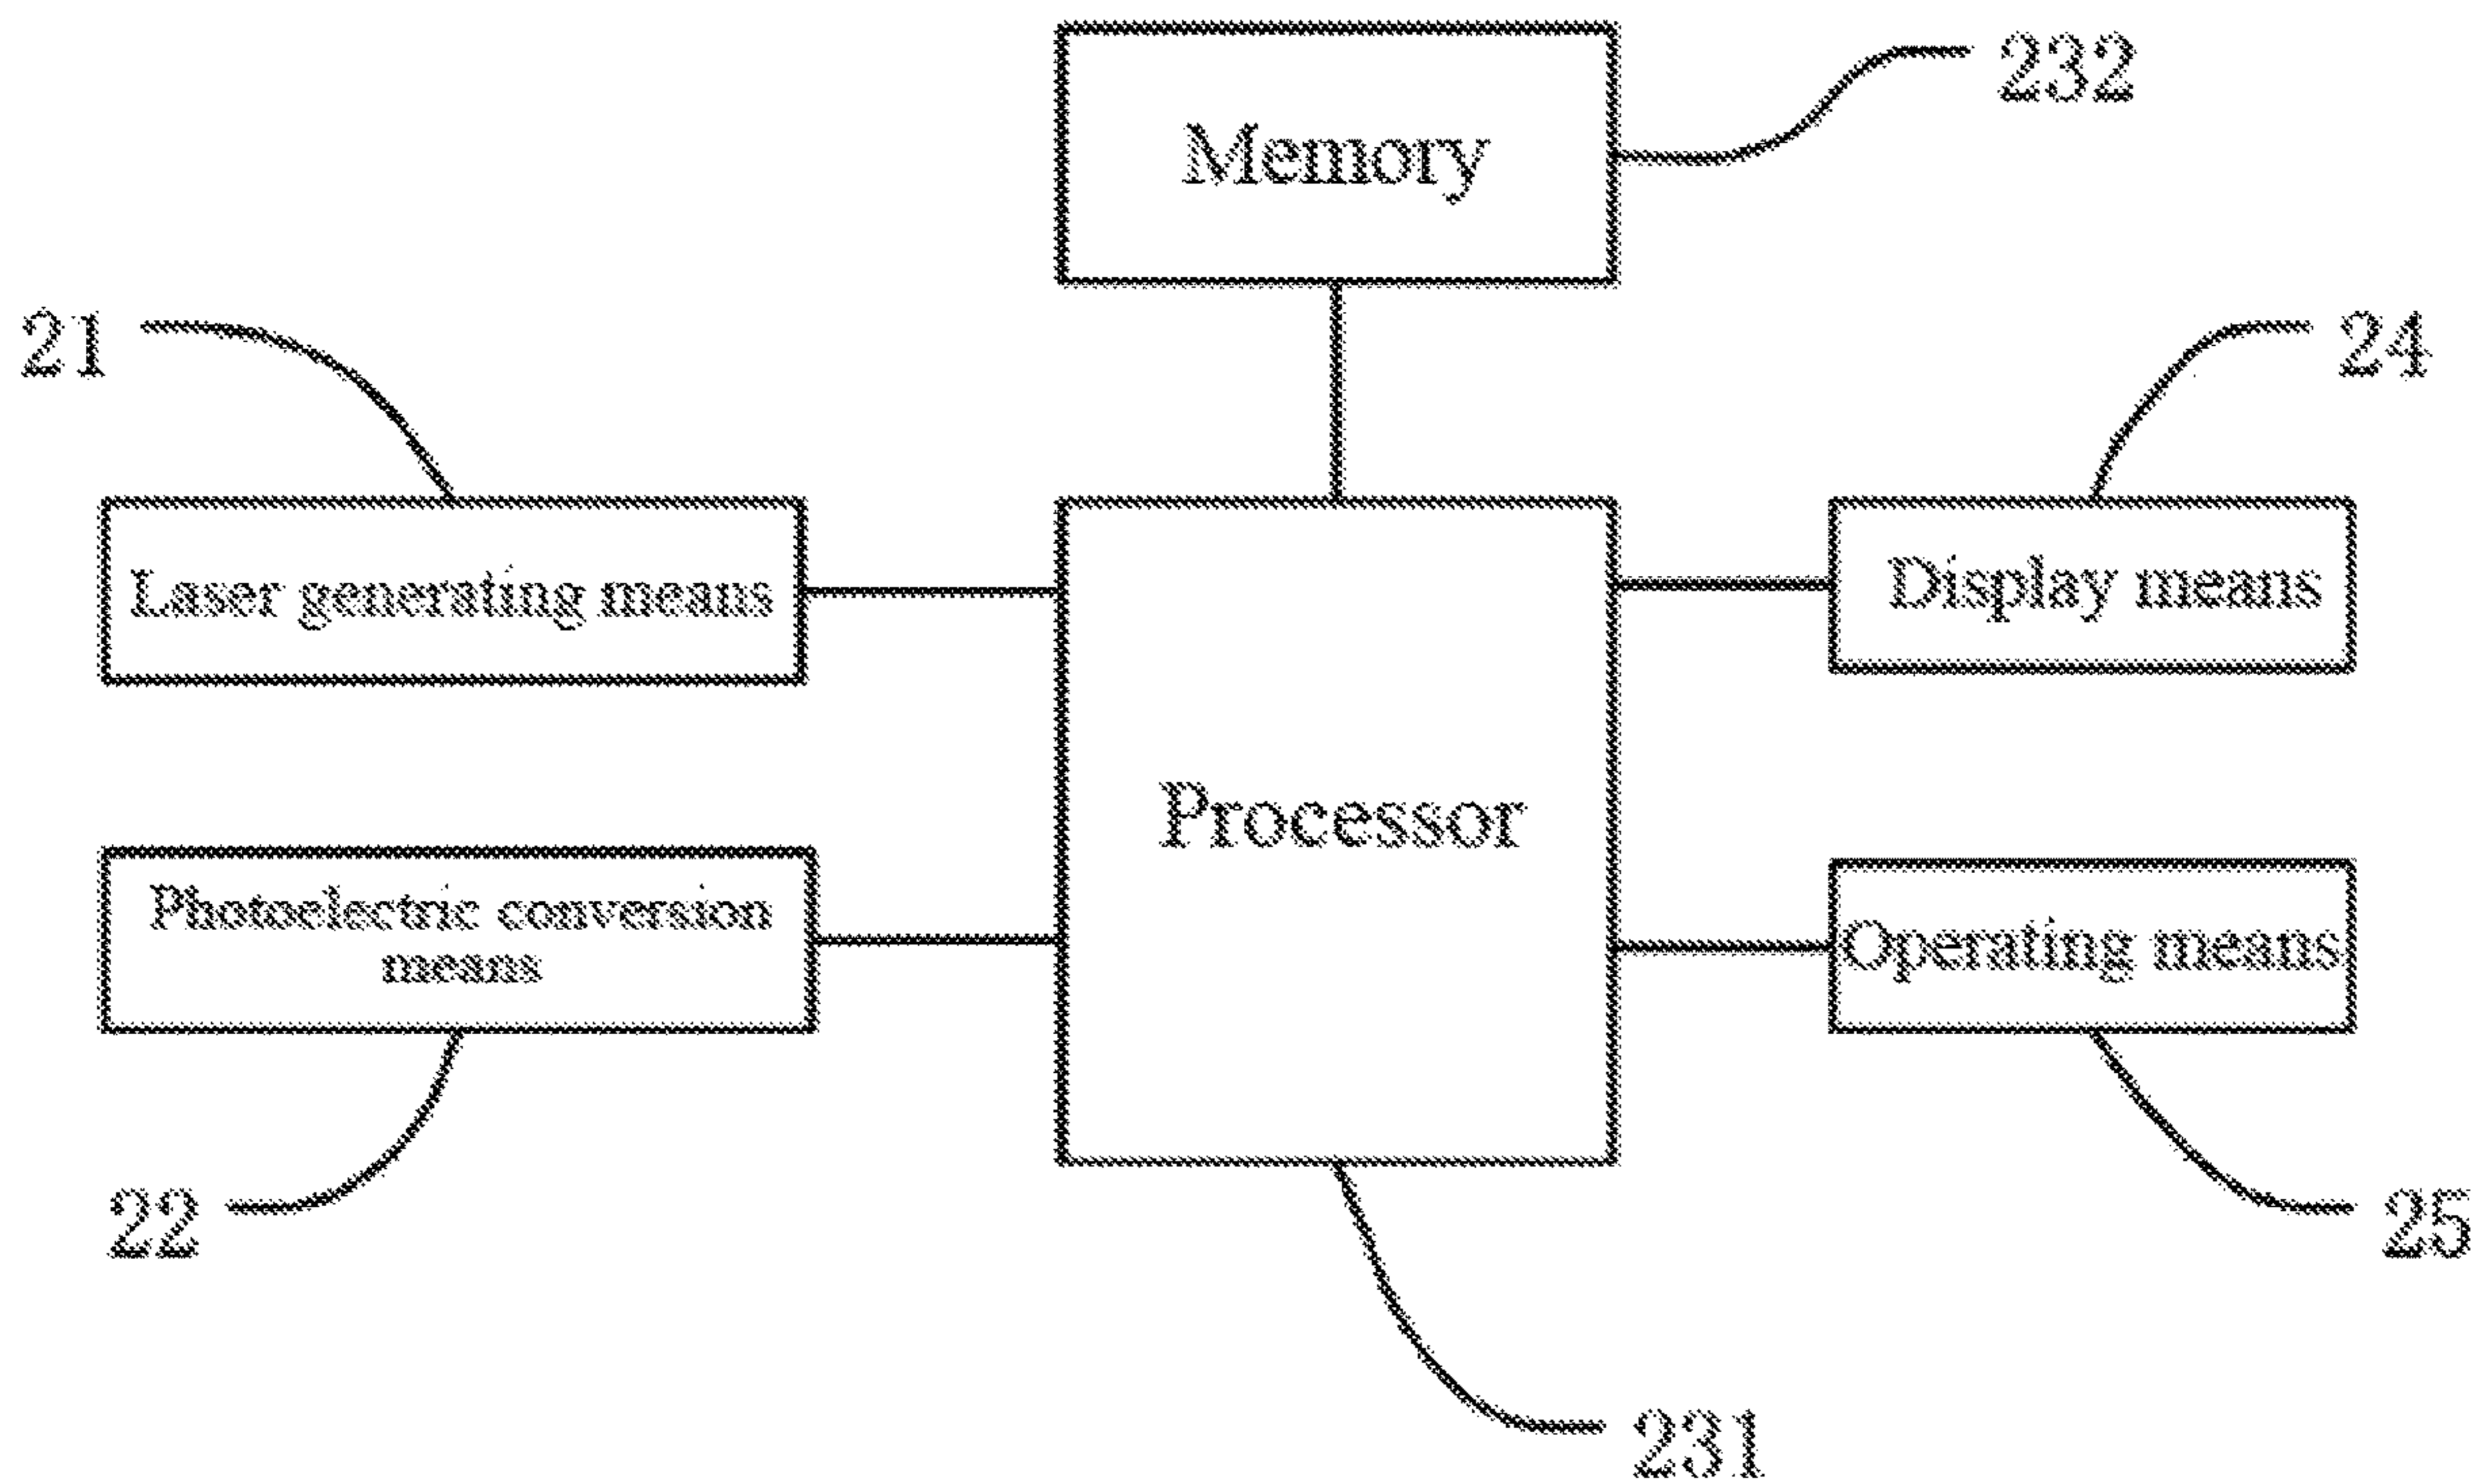 232
Memory
21
24
Laser generating means
Display means
Processor
Photoelectric conversion
means
Operating means
22
25
231